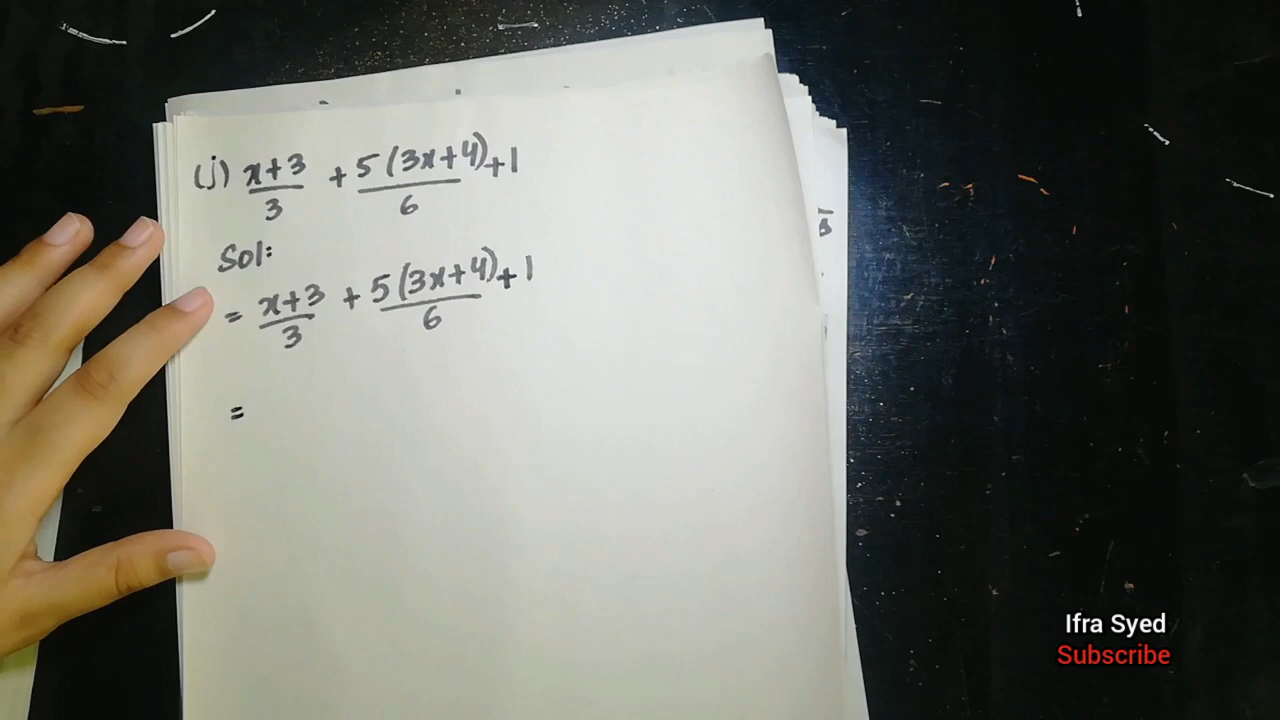 (j) x+3/3 + 5(3x+4)/6 +1
Sol:
= x+3/3 + 5(3x+4)/6 +1
=
Ifra Syed
Subscribe